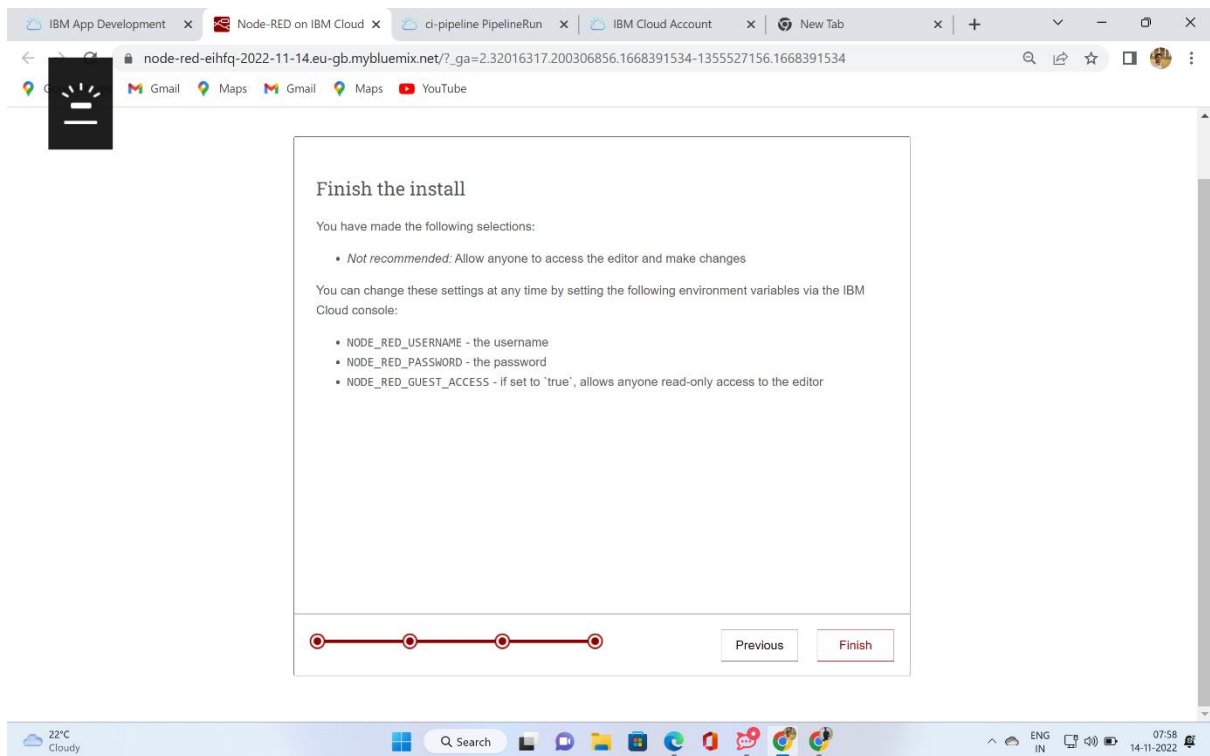 IBM App Development
Node-RED on IBM Cloud
ci-pipeline PipelineRun
IBM Cloud Account
New Tab
node-red-eihfq-2022-11-14.eu-gb.mybluemix.net/?_ga=2.32016317.200306856.1668391534-1355527156.1668391534
Gmail
Maps
Gmail
Maps
YouTube
Finish the install
You have made the following selections:
• Not recommended: Allow anyone to access the editor and make changes
You can change these settings at any time by setting the following environment variables via the IBM
Cloud console:
• NODE_RED_USERNAME - the username
• NODE_RED_PASSWORD - the password
• NODE_RED_GUEST_ACCESS - if set to `true`, allows anyone read-only access to the editor
Previous
Finish
22°C
Cloudy
Search
ENG
IN
07:58
14-11-2022